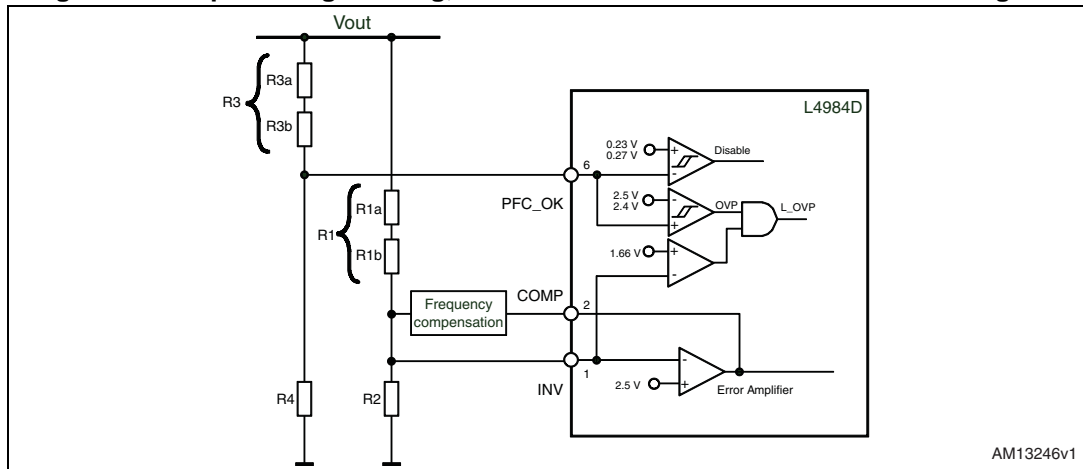 Vout
R3a
R3
R3b
L4984D
0.23 V
0.27 V
Disable
6
PFC_OK
2.5 V
2.4 V
OVP
L_OVP
R1a
R1
R1b
1.66 V
COMP
2
Frequency
compensation
INV
1
2.5 V
Error Amplifier
R4
R2
+
-
-
+
+
-
-
+
AM13246v1